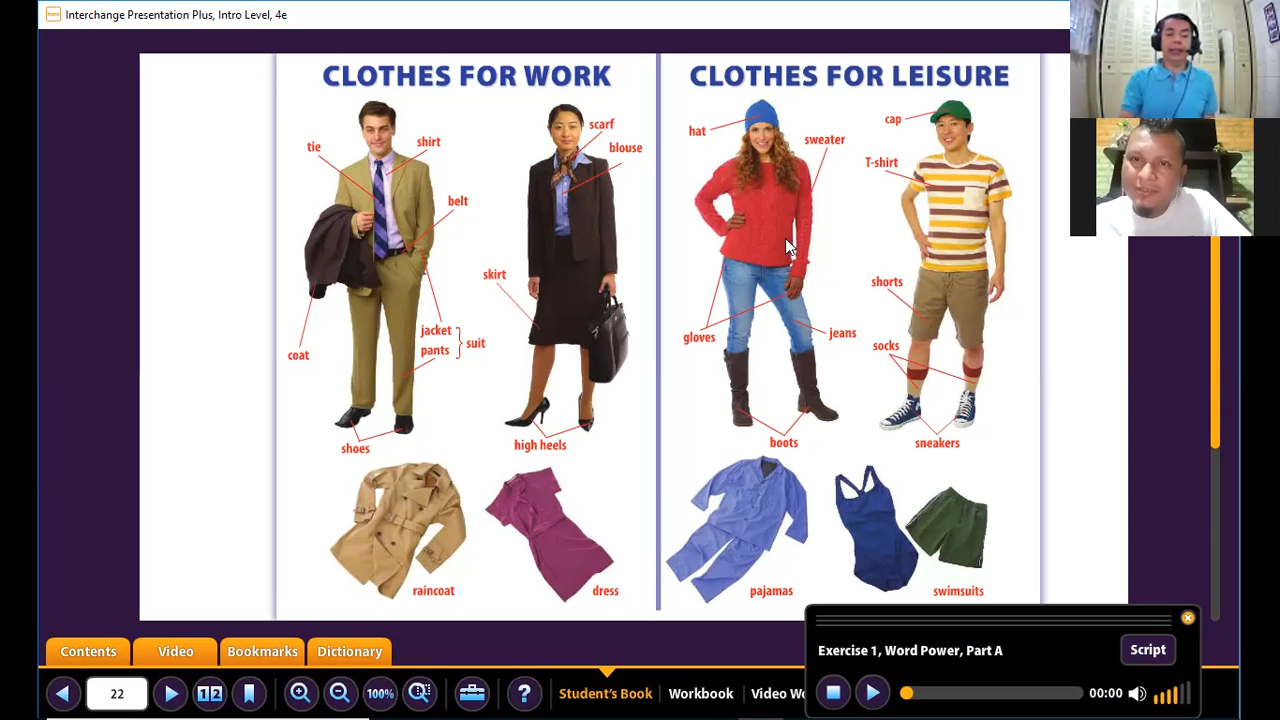 Interchange Presentation Plus, Intro Level, 4e
CLOTHES FOR WORK
tie
shirt
belt
jacket
pants
suit
coat
shoes
scarf
blouse
skirt
high heels
raincoat
dress
CLOTHES FOR LEISURE
hat
sweater
gloves
jeans
boots
cap
T-shirt
shorts
socks
sneakers
pajamas
swimsuits
Exercise 1, Word Power, Part A
Script
00:00
Contents
Video
Bookmarks
Dictionary
22
1 2
100%
?
Student's Book
Workbook
Video Wo